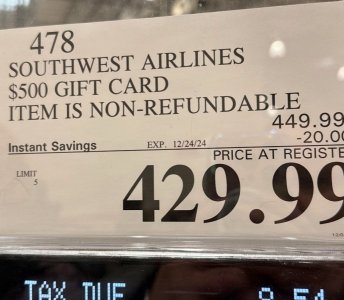 478
SOUTHWEST AIRLINES
$500 GIFT CARD
ITEM IS NON-REFUNDABLE
449.99
-20.00
Instant Savings EXP. 12/24/24
PRICE AT REGISTE
LIMIT
5
429.99
TAX DUE